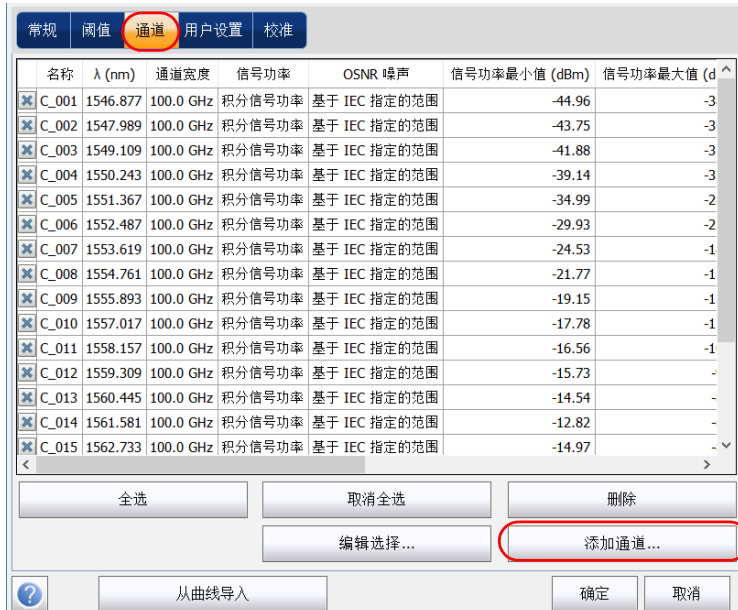 常规 阈值 通道 用户设置 校准
名称 λ (nm) 通道宽度 信号功率 OSNR 噪声 信号功率最小值 (dBm) 信号功率最大值 (d
C_001 1546.877 100.0 GHz 积分信号功率 基于 IEC 指定的范围 -44.96 -3
C_002 1547.989 100.0 GHz 积分信号功率 基于 IEC 指定的范围 -43.75 -3
C_003 1549.109 100.0 GHz 积分信号功率 基于 IEC 指定的范围 -41.88 -3
C_004 1550.243 100.0 GHz 积分信号功率 基于 IEC 指定的范围 -39.14 -3
C_005 1551.367 100.0 GHz 积分信号功率 基于 IEC 指定的范围 -34.99 -2
C_006 1552.487 100.0 GHz 积分信号功率 基于 IEC 指定的范围 -29.93 -2
C_007 1553.619 100.0 GHz 积分信号功率 基于 IEC 指定的范围 -24.53 -1
C_008 1554.761 100.0 GHz 积分信号功率 基于 IEC 指定的范围 -21.77 -1
C_009 1555.893 100.0 GHz 积分信号功率 基于 IEC 指定的范围 -19.15 -1
C_010 1557.017 100.0 GHz 积分信号功率 基于 IEC 指定的范围 -17.78 -1
C_011 1558.157 100.0 GHz 积分信号功率 基于 IEC 指定的范围 -16.56 -1
C_012 1559.309 100.0 GHz 积分信号功率 基于 IEC 指定的范围 -15.73
C_013 1560.445 100.0 GHz 积分信号功率 基于 IEC 指定的范围 -14.54
C_014 1561.581 100.0 GHz 积分信号功率 基于 IEC 指定的范围 -12.82
C_015 1562.733 100.0 GHz 积分信号功率 基于 IEC 指定的范围 -14.97
全选 取消全选 删除
编辑选择... 添加通道...
? 从曲线导入 确定 取消